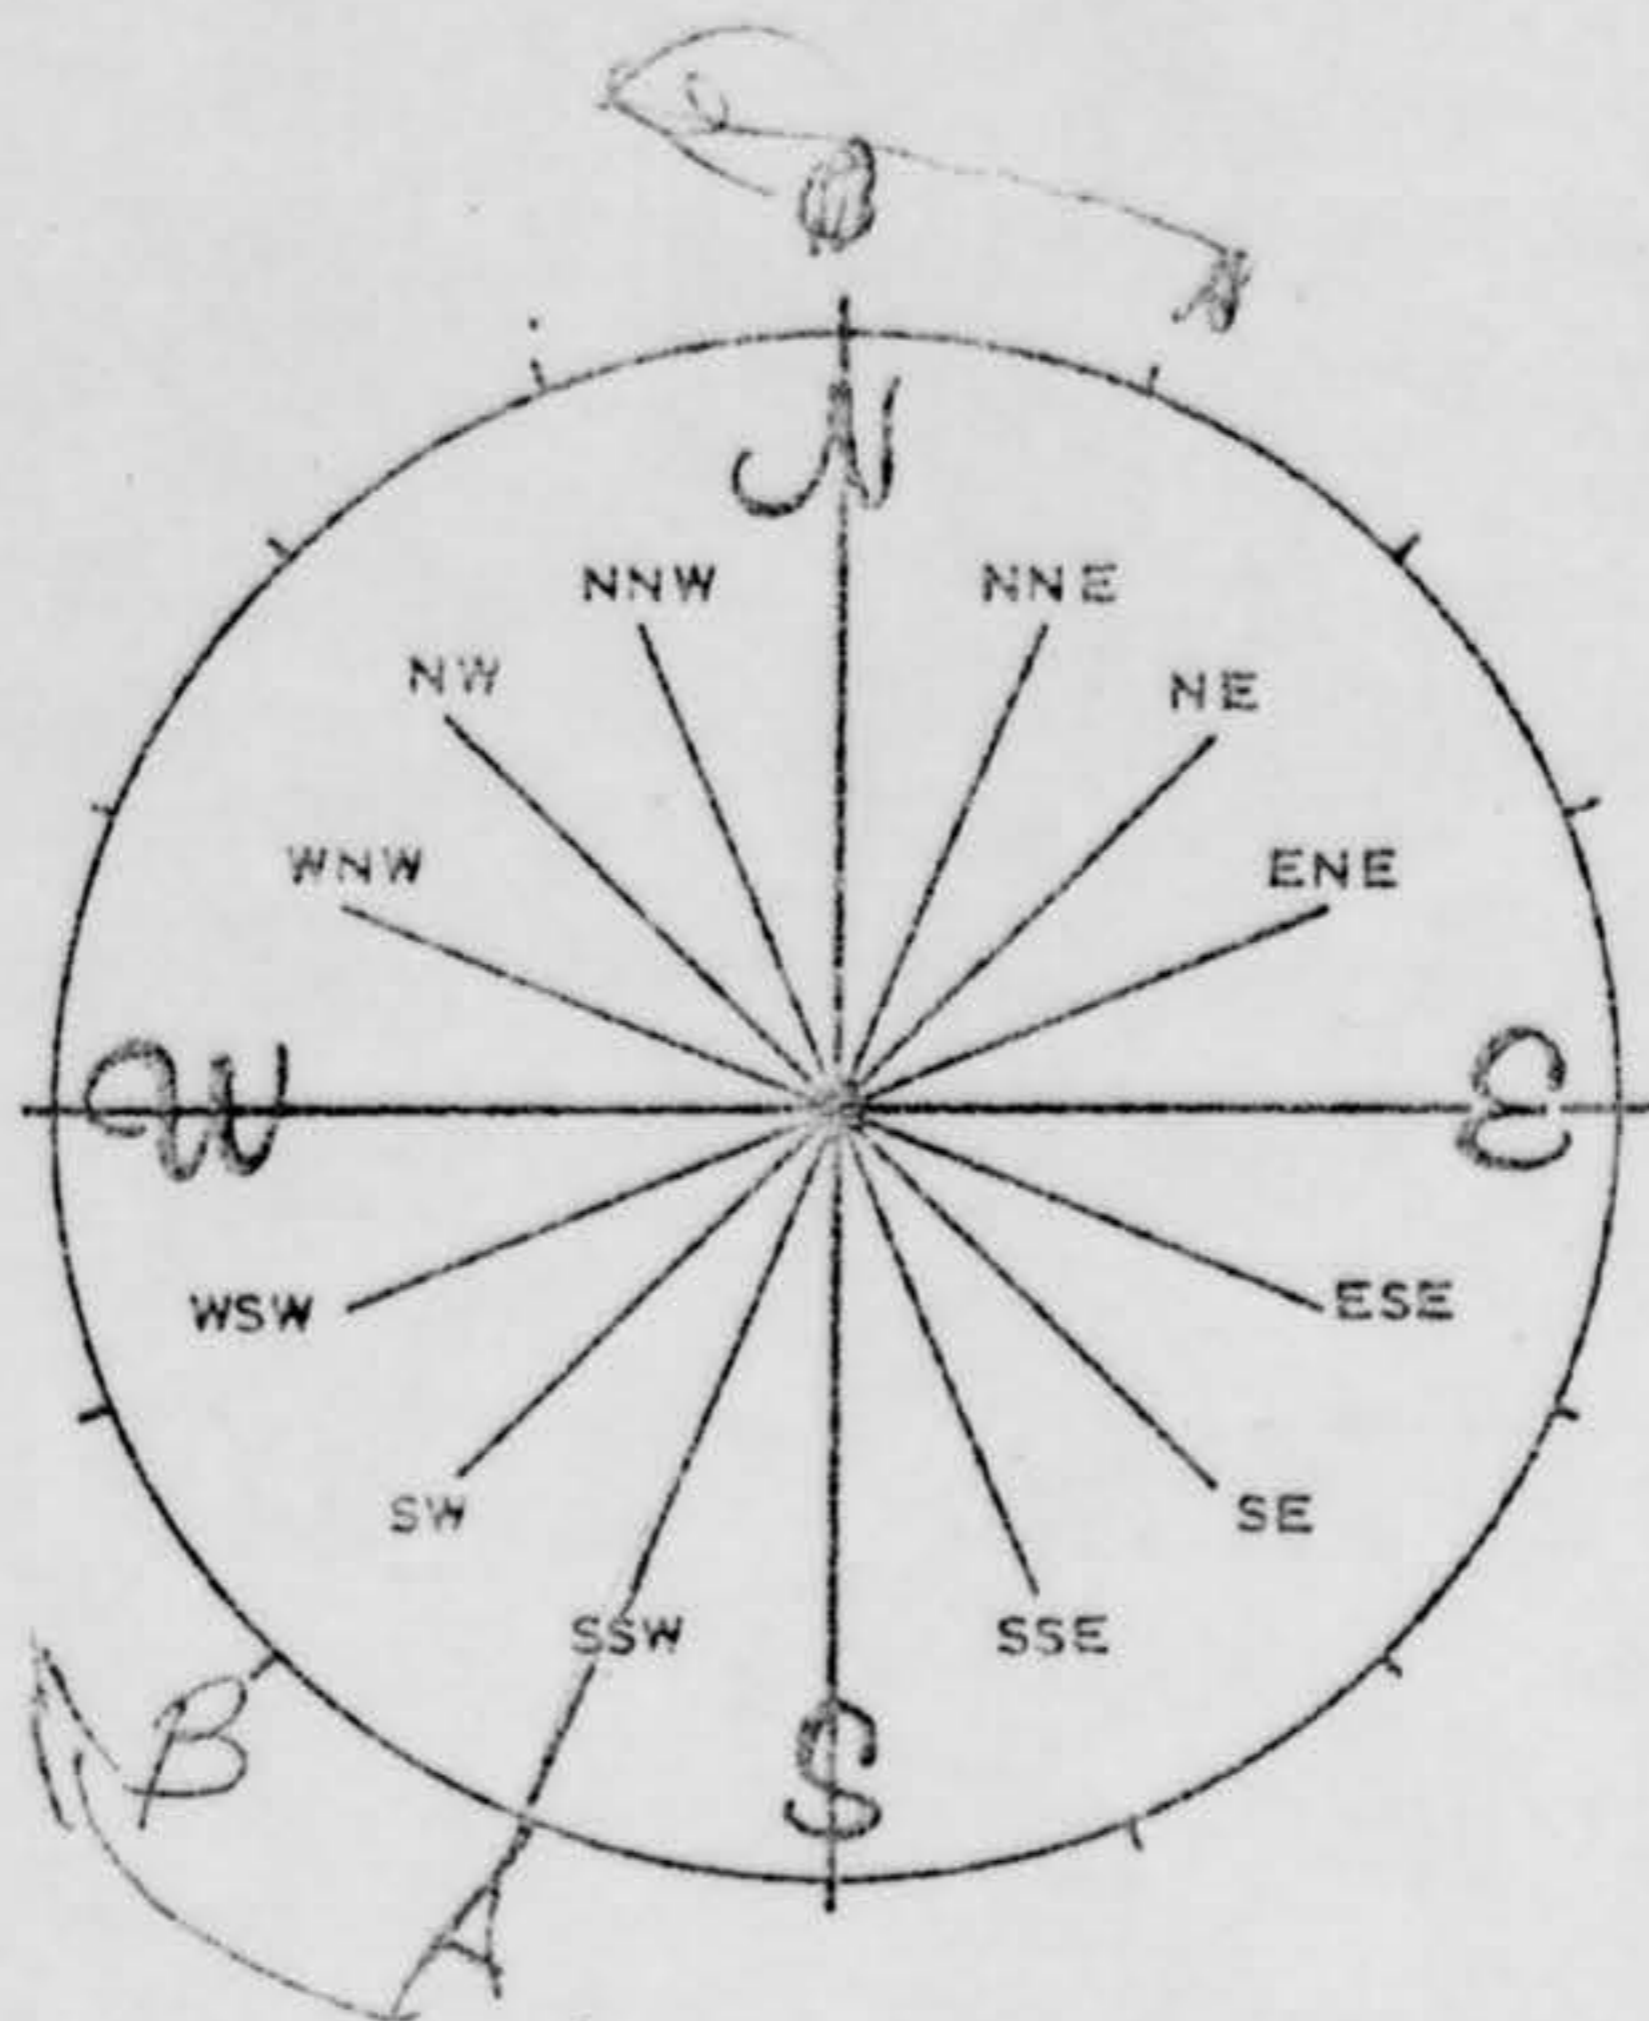 N
NNW NNE
NW NE
WNW ENE
W E
WSW ESE
SW SE
SSW SSE
B
S
A